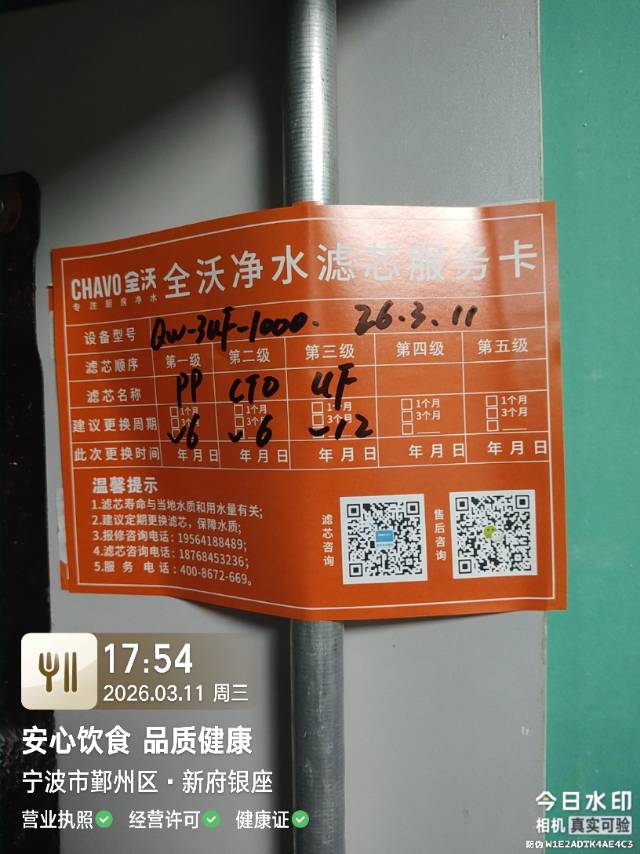 CHAVO 全沃
专注厨房净水
全沃净水滤芯服务卡
设备型号 QW-3UF-1000. 26.3.11
滤芯顺序 第一级 第二级 第三级 第四级 第五级
滤芯名称 PP CTO UF
建议更换周期 □1个月 □1个月 □1个月 □1个月 □1个月
□3个月 □3个月 □3个月 □3个月 □3个月
✓6 ✓6 ✓12 □ □
此次更换时间 年月日 年月日 年月日 年月日 年月日
温馨提示
1.滤芯寿命与当地水质和用水量有关;
2.建议定期更换滤芯，保障水质;
3.报修咨询电话: 19564188489;
4.滤芯咨询电话: 18768453236;
5.服务电话: 400-8672-669。
滤芯咨询
售后咨询
17:54
2026.03.11 周三
安心饮食 品质健康
宁波市鄞州区·新府银座
营业执照 经营许可 健康证
今日水印
相机 真实可验
防伪 W1E2ADTK4AE4C3